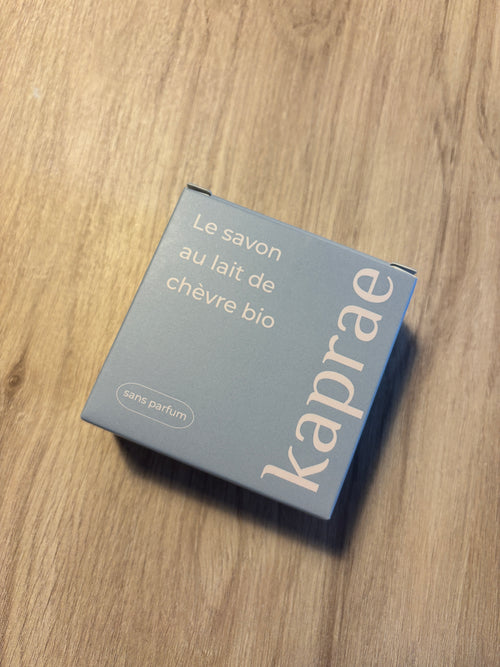 Le savon
au lait de
chèvre bio
sans parfum
kaprae